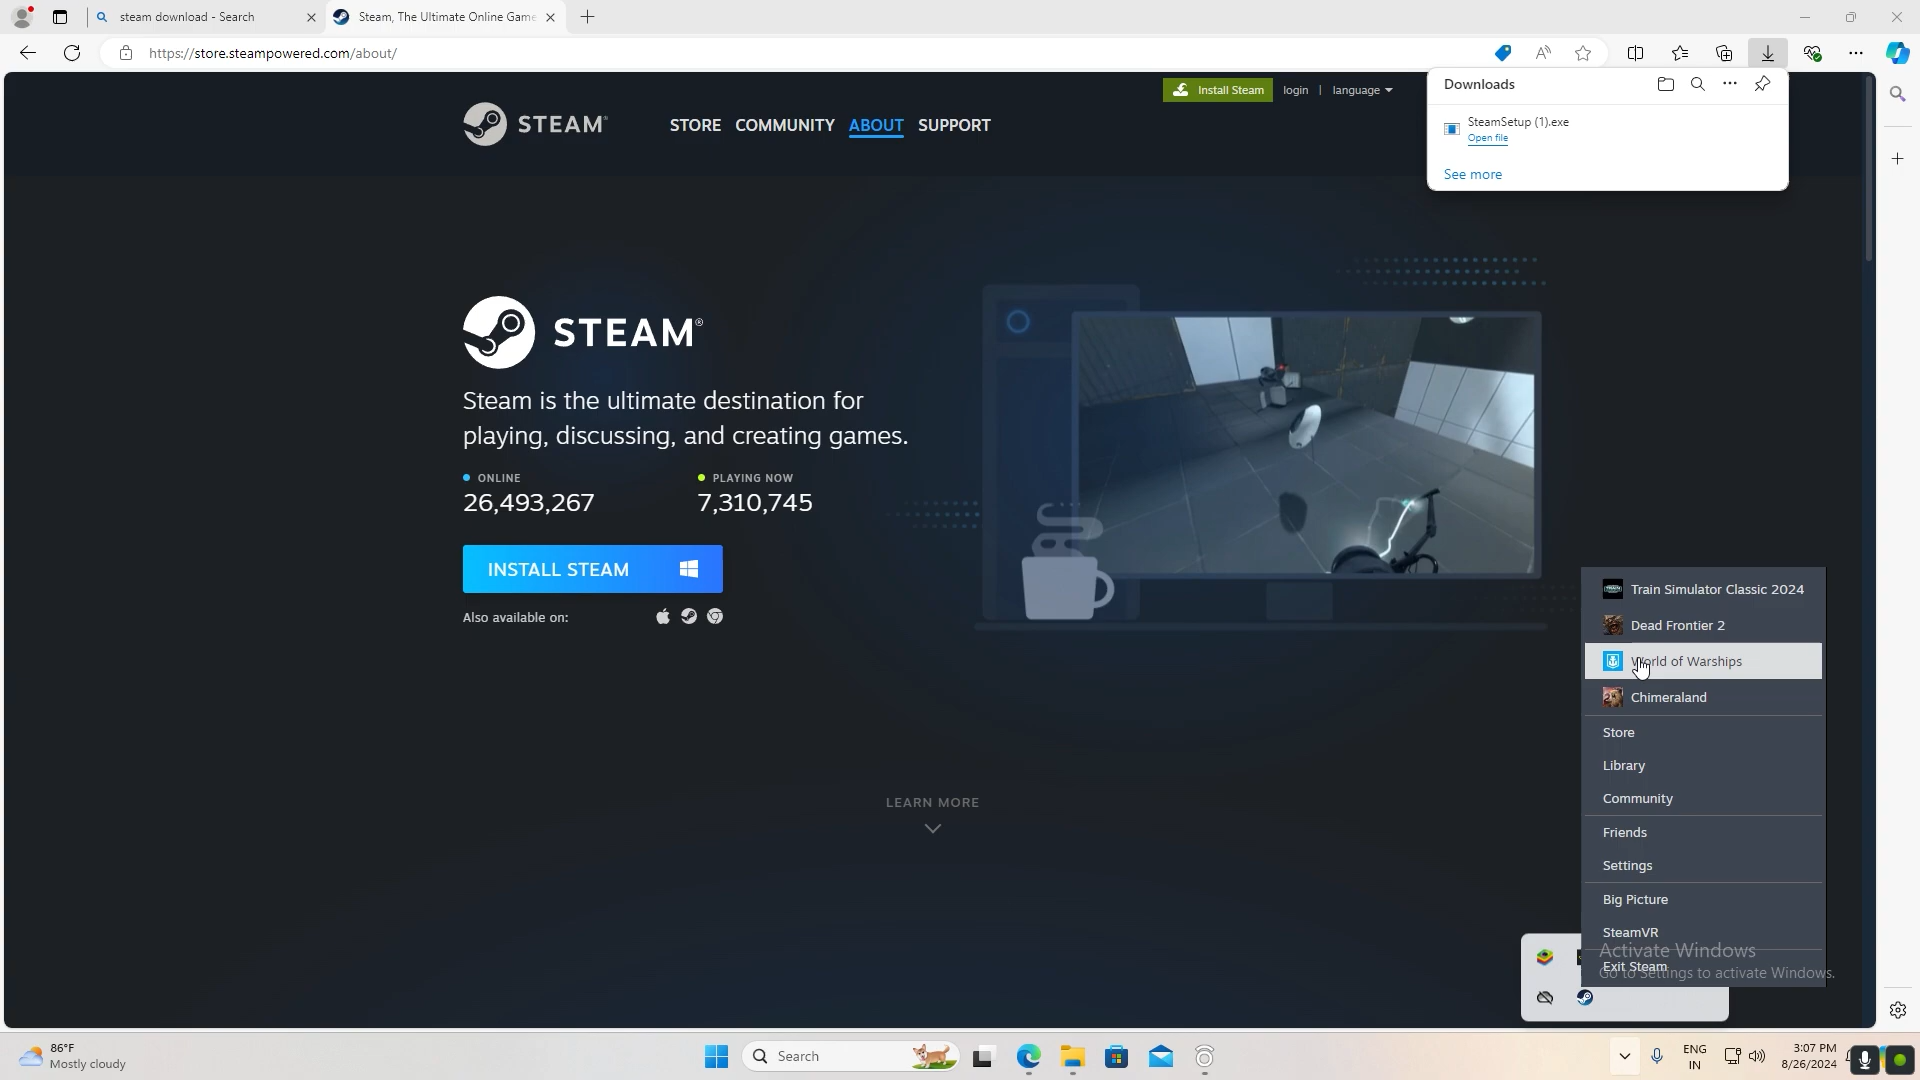 steam download - Search
Steam, The Ultimate Online Game
https://store.steampowered.com/about/
Install Steam
login | language
Downloads
SteamSetup (1).exe
Open file
See more
STEAM®
STORE COMMUNITY ABOUT SUPPORT
STEAM®
Steam is the ultimate destination for
playing, discussing, and creating games.
ONLINE PLAYING NOW
26,493,267 7,310,745
INSTALL STEAM
Also available on:
LEARN MORE
Train Simulator Classic 2024
Dead Frontier 2
World of Warships
Chimeraland
Store
Library
Community
Friends
Settings
Big Picture
SteamVR
Exit Steam
Activate Windows
Go to Settings to activate Windows.
86°F
Mostly cloudy
Search
ENG
IN
3:07 PM
8/26/2024